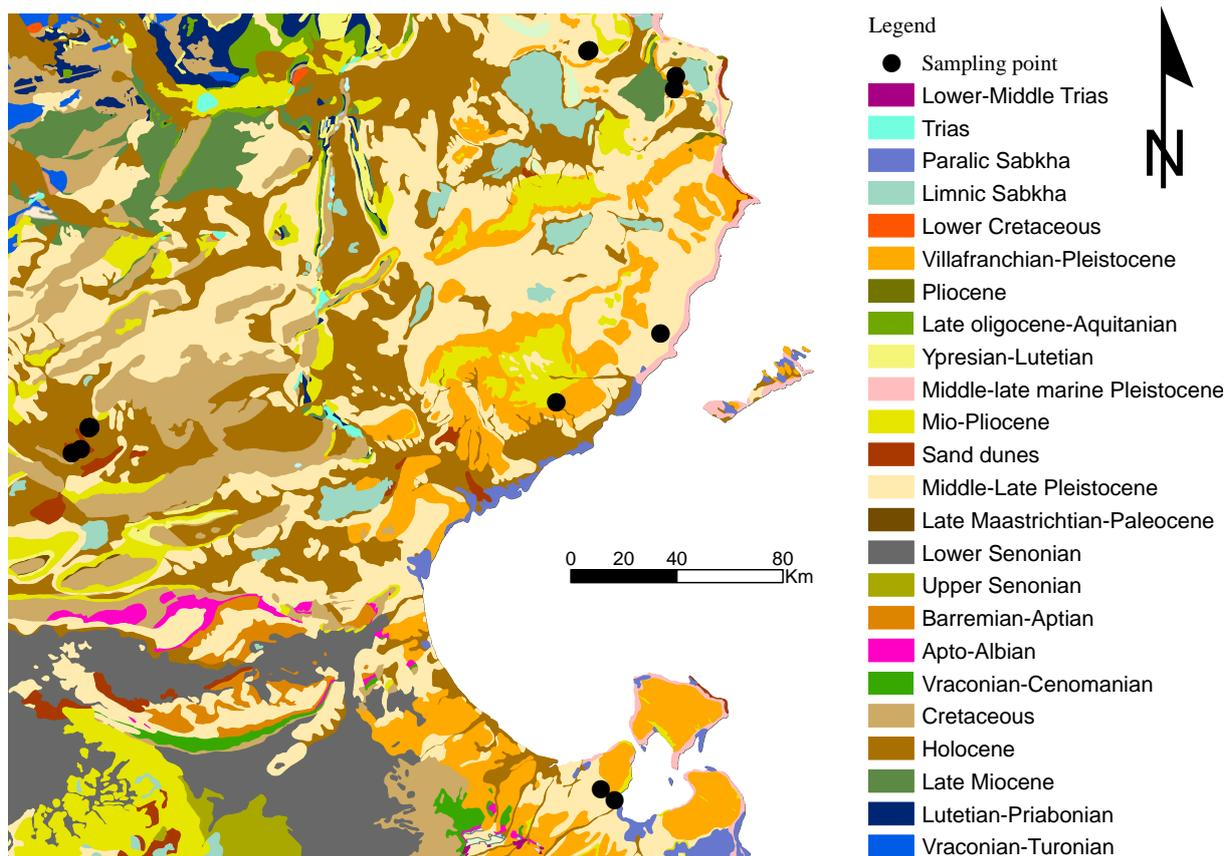 Legend
Sampling point
Lower-Middle Trias
Trias
Paralic Sabkha
Limnic Sabkha
Lower Cretaceous
Villafranchian-Pleistocene
Pliocene
Late oligocene-Aquitanian
Ypresian-Lutetian
Middle-late marine Pleistocene
Mio-Pliocene
Sand dunes
Middle-Late Pleistocene
Late Maastrichtian-Paleocene
Lower Senonian
Upper Senonian
Barremian-Aptian
Apto-Albian
Vraconian-Cenomanian
Cretaceous
Holocene
Late Miocene
Lutetian-Priabonian
Vraconian-Turonian
N
0 20 40 80
Km